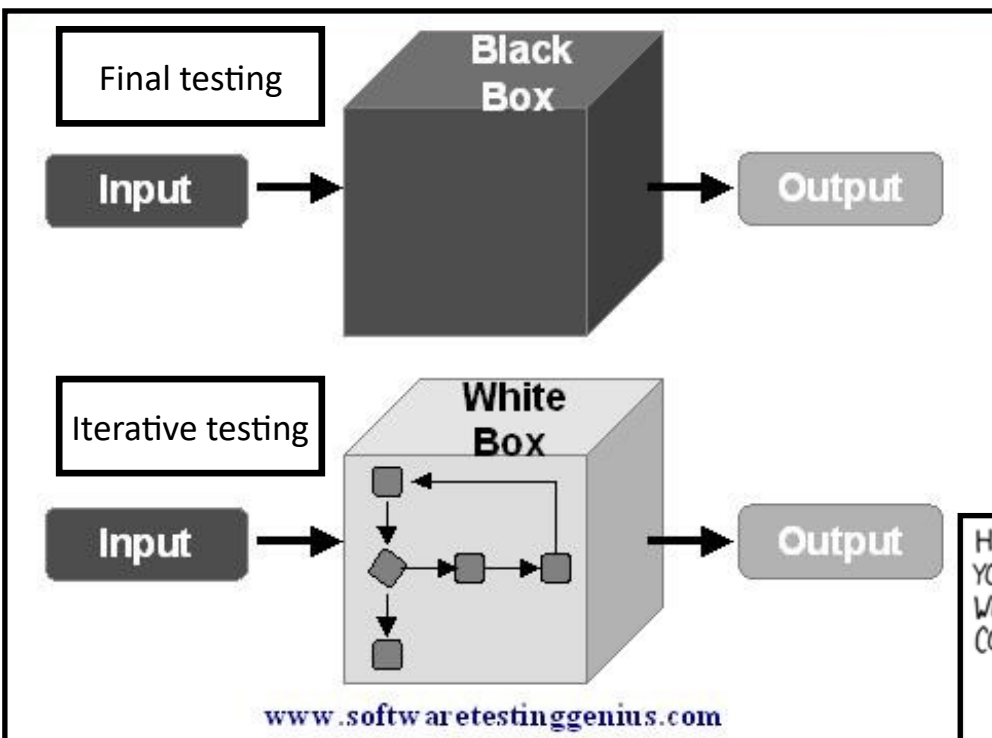 Final testing
Black
Box
Input
Output
Iterative testing
White
Box
Input
Output
www.softwaretestinggenius.com